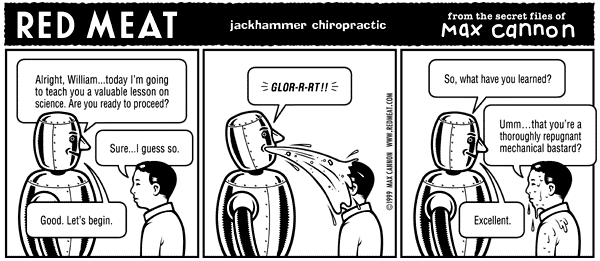 RED MEAT
jackhammer chiropractic
from the secret files of
Max cannon
Alright, William...today I'm going
to teach you a valuable lesson on
science. Are you ready to proceed?
Sure...I guess so.
Good. Let's begin.
GLOR-R-RT!!
©1999 MAX CANNON WWW.REDMEAT.COM
So, what have you learned?
Umm...that you're a
thoroughly repugnant
mechanical bastard?
Excellent.